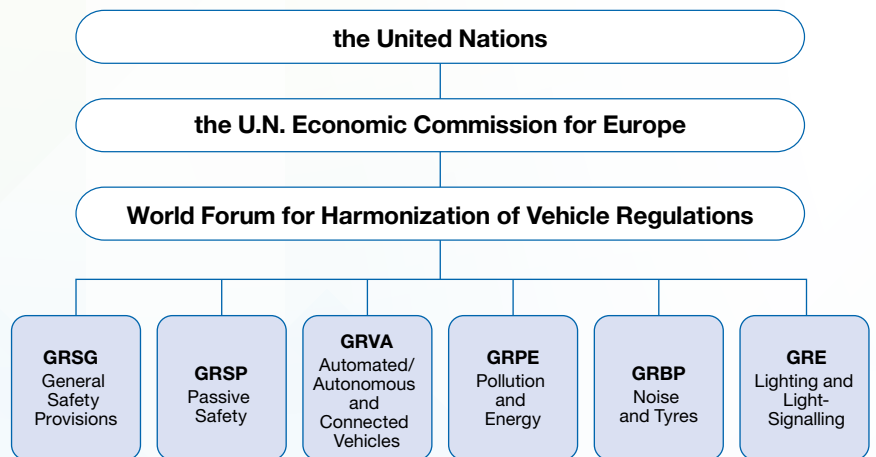 the United Nations
the U.N. Economic Commission for Europe
World Forum for Harmonization of Vehicle Regulations
GRSG
General
Safety
Provisions
GRSP
Passive
Safety
GRVA
Automated/
Autonomous
and
Connected
Vehicles
GRPE
Pollution
and
Energy
GRBP
Noise
and Tyres
GRE
Lighting and
Light-
Signalling